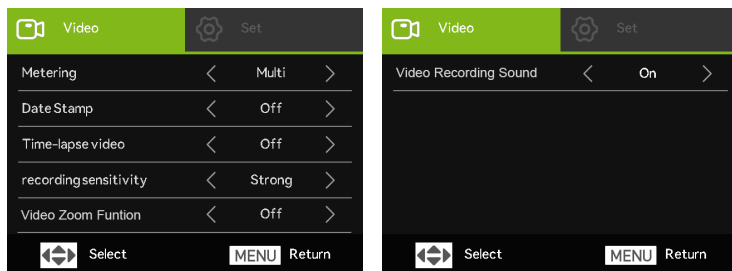 Video Set
Metering Multi
Date Stamp Off
Time-lapse video Off
recording sensitivity Strong
Video Zoom Funtion Off
Select MENU Return
Video Set
Video Recording Sound On
Select MENU Return